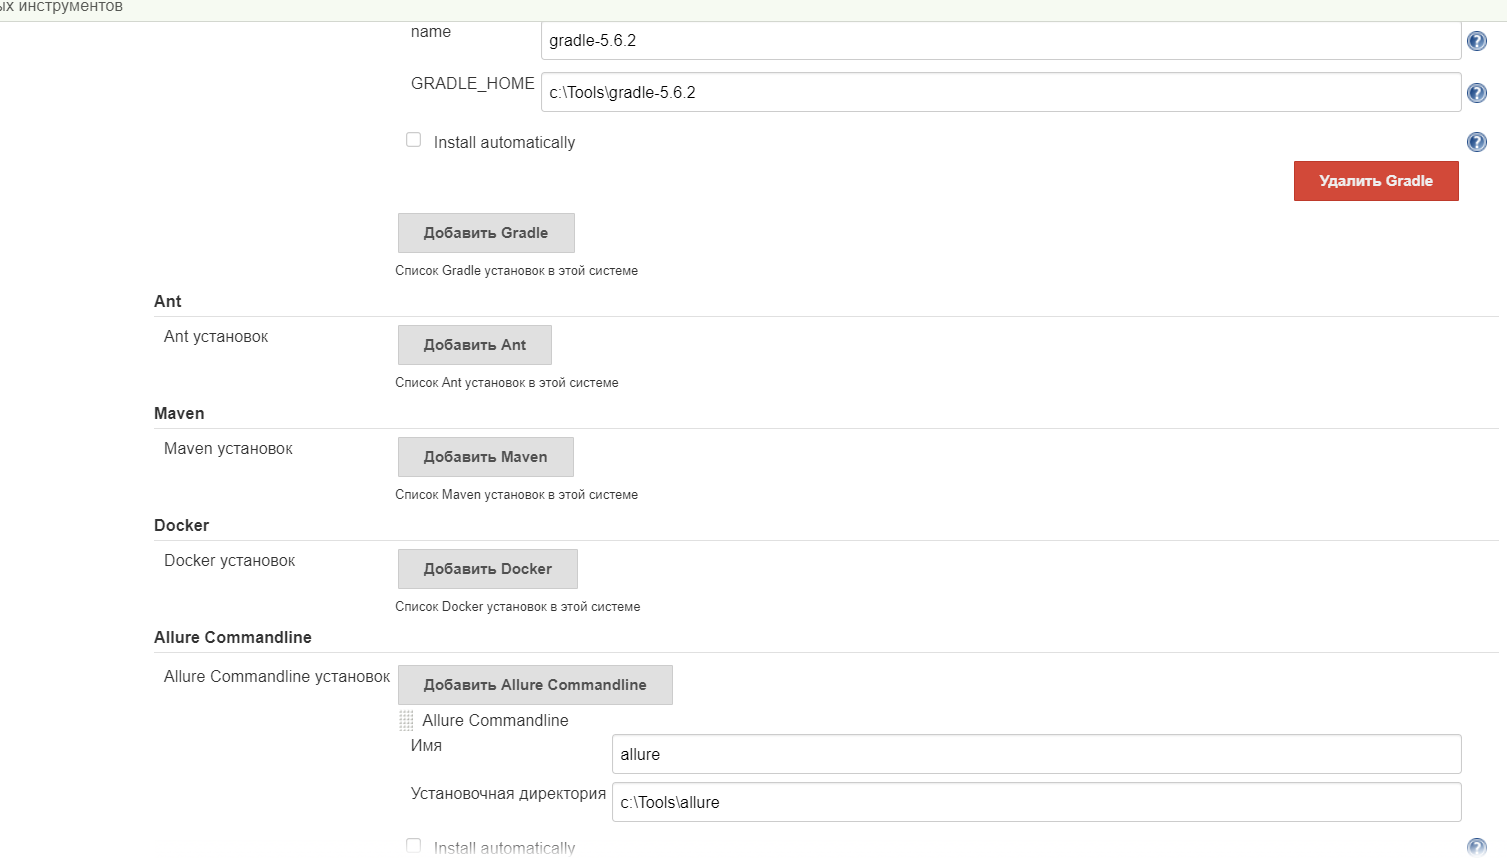 ых инструментов
name
gradle-5.6.2
GRADLE_HOME
c:\Tools\gradle-5.6.2
Install automatically
Удалить Gradle
Добавить Gradle
Список Gradle установок в этой системе
Ant
Ant установок
Добавить Ant
Список Ant установок в этой системе
Maven
Maven установок
Добавить Maven
Список Maven установок в этой системе
Docker
Docker установок
Добавить Docker
Список Docker установок в этой системе
Allure Commandline
Allure Commandline установок
Добавить Allure Commandline
Allure Commandline
Имя
allure
Установочная директория
c:\Tools\allure
Install automatically